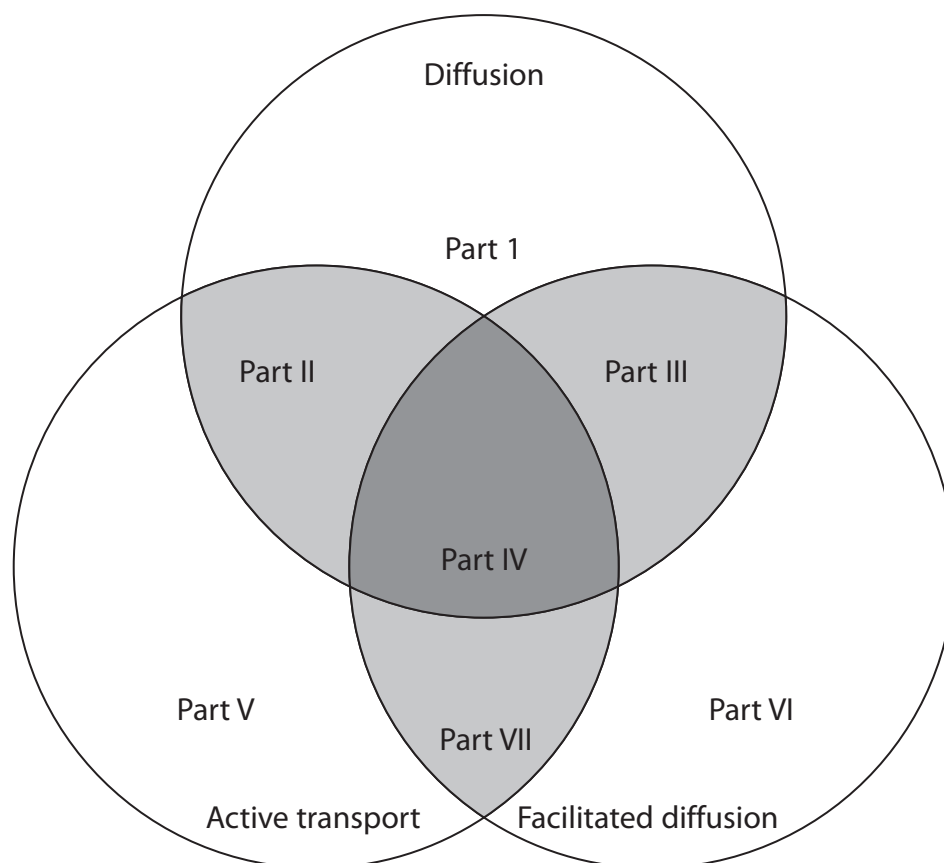 Diffusion
Part 1
Part II
Part III
Part IV
Part V
Part VI
Part VII
Active transport
Facilitated diffusion